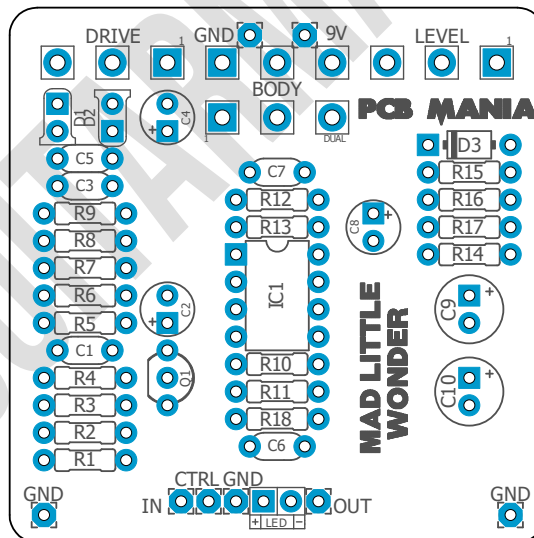 DRIVE 1 GND 9V LEVEL 1
BODY
1 DUAL
PCB MANIA
D1 D2 C4
D3
C5 C7 R15
C3 R12 R16
R9 R13 C8 R17
R8 R14
R7 IC1
R6 C2 C9
R5
C1 R10
R4 Q1 R11 C10
R3 R18
R2 C6
R1
MAD LITTLE
WONDER
GND CTRL GND GND
IN OUT
+ LED −